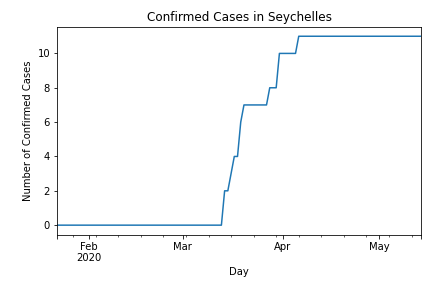 Confirmed Cases in Seychelles
Number of Confirmed Cases
10
8
6
4
2
0
Feb Mar Apr May
2020
Day